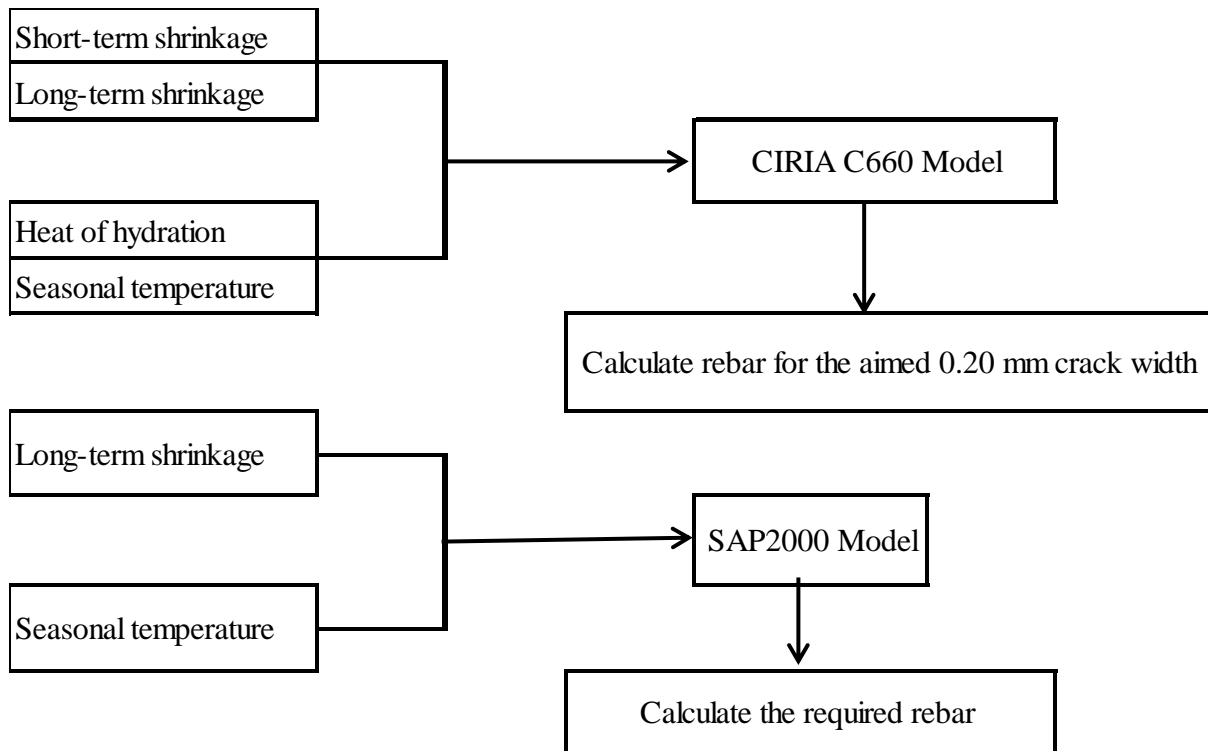 Short-term shrinkage
Long-term shrinkage
CIRIA C660 Model
Heat of hydration
Seasonal temperature
Calculate rebar for the aimed 0.20 mm crack width
Long-term shrinkage
SAP2000 Model
Seasonal temperature
Calculate the required rebar